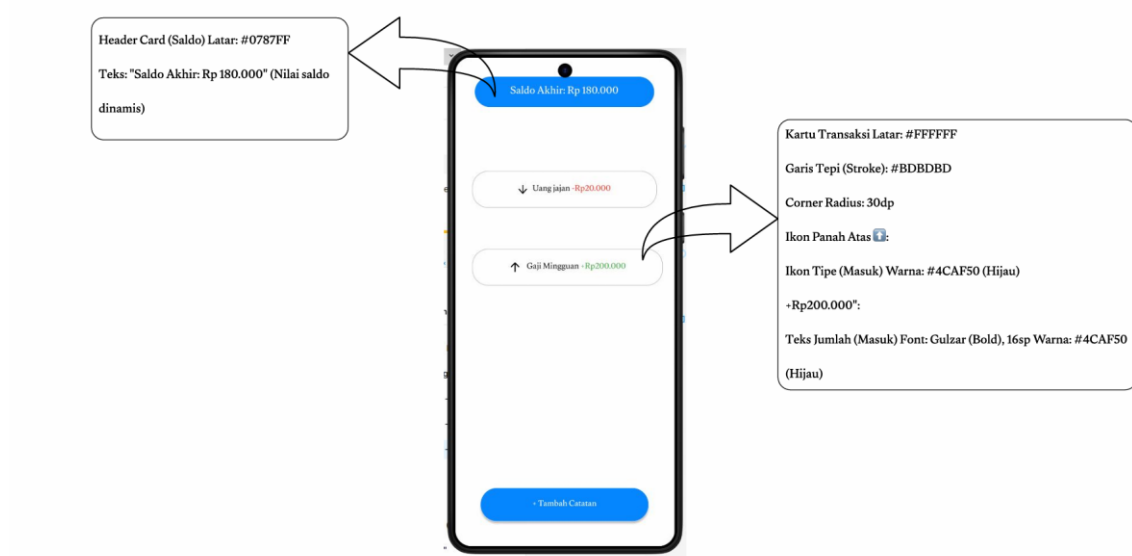 Header Card (Saldo) Latar: #0787FF
Teks: "Saldo Akhir: Rp 180.000" (Nilai saldo
dinamis)
Saldo Akhir: Rp 180.000
↓ Uang jajan -Rp20.000
↑ Gaji Mingguan +Rp200.000
+ Tambah Catatan
Kartu Transaksi Latar: #FFFFFF
Garis Tepi (Stroke): #BDBDBD
Corner Radius: 30dp
Ikon Panah Atas ⬆️:
Ikon Tipe (Masuk) Warna: #4CAF50 (Hijau)
+Rp200.000":
Teks Jumlah (Masuk) Font: Gulzar (Bold), 16sp Warna: #4CAF50
(Hijau)